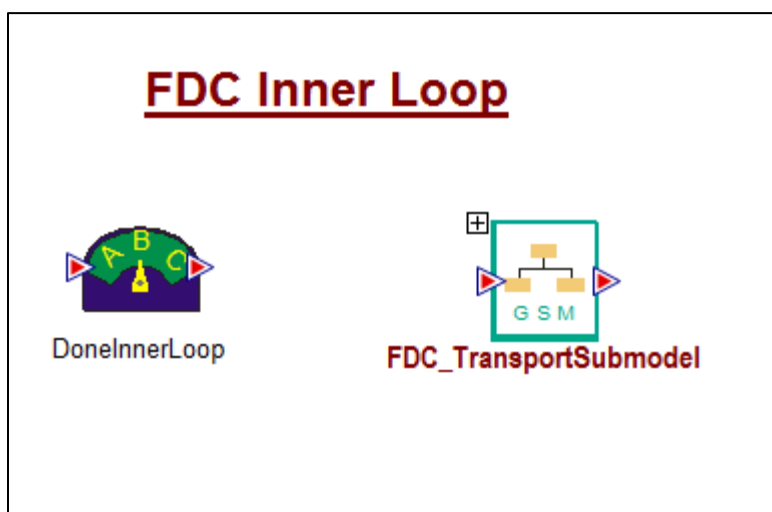 FDC Inner Loop
A B C
G S M
DoneInnerLoop
FDC_TransportSubmodel